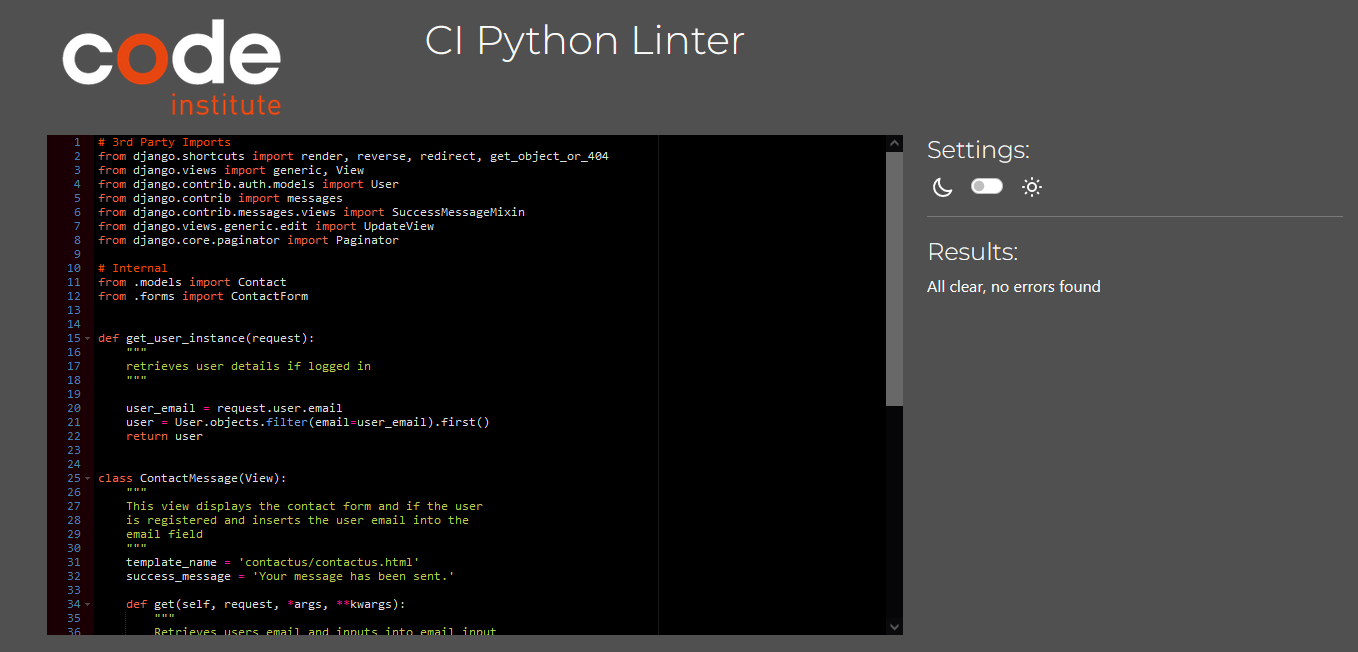 code
institute
CI Python Linter
1 # 3rd Party Imports
2 from django.shortcuts import render, reverse, redirect, get_object_or_404
3 from django.views import generic, View
4 from django.contrib.auth.models import User
5 from django.contrib import messages
6 from django.contrib.messages.views import SuccessMessageMixin
7 from django.views.generic.edit import UpdateView
8 from django.core.paginator import Paginator
9
10 # Internal
11 from .models import Contact
12 from .forms import ContactForm
13
14
15 def get_user_instance(request):
16 """
17 retrieves user details if logged in
18 """
19
20 user_email = request.user.email
21 user = User.objects.filter(email=user_email).first()
22 return user
23
24
25 class ContactMessage(View):
26 """
27 This view displays the contact form and if the user
28 is registered and inserts the user email into the
29 email field
30 """
31 template_name = 'contactus/contactus.html'
32 success_message = 'Your message has been sent.'
33
34 def get(self, request, *args, **kwargs):
35 """
36 Retrieves users email and inputs into email input
Settings:
Results:
All clear, no errors found